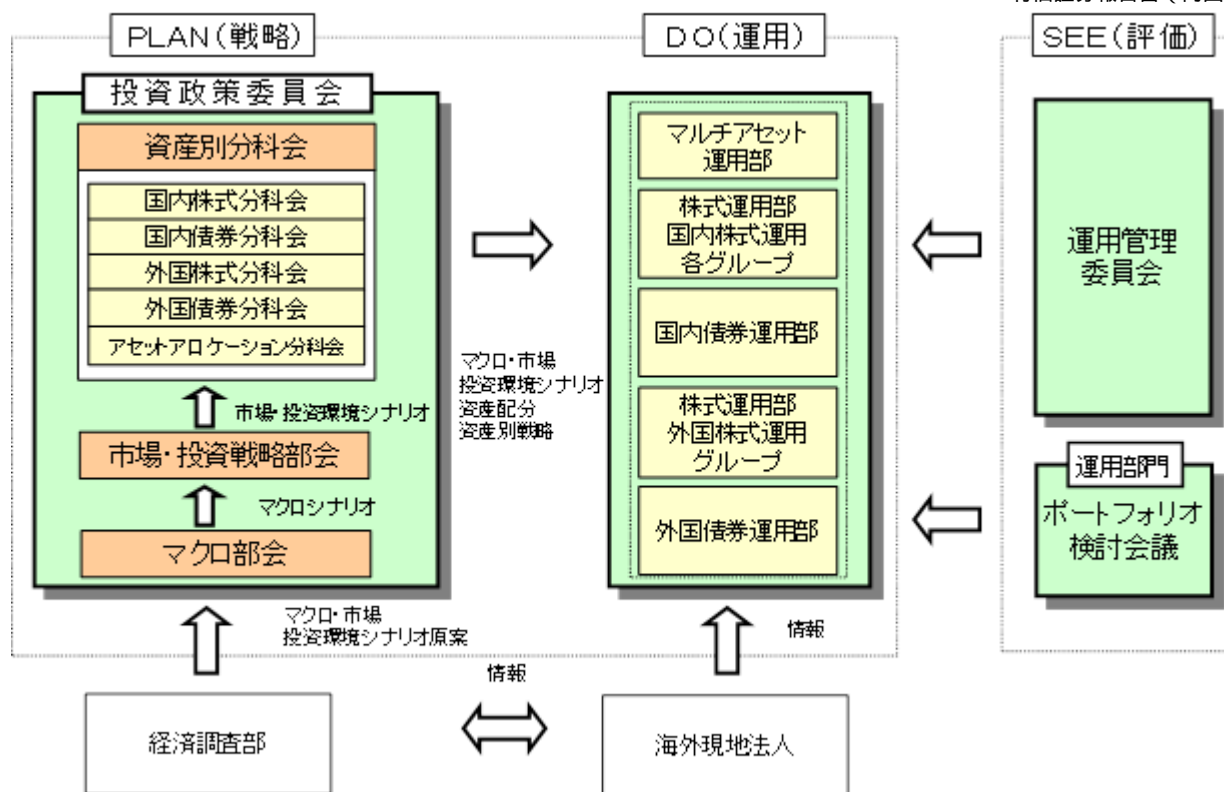 PLAN(戦略)
投資政策委員会
資産別分科会
国内株式分科会
国内債券分科会
外国株式分科会
外国債券分科会
アセットアロケーション分科会
市場・投資環境シナリオ
市場・投資戦略部会
マクロシナリオ
マクロ部会
マクロ・市場
投資環境シナリオ原案
経済調査部
マクロ・市場
投資環境シナリオ
資産配分
資産別戦略
DO(運用)
マルチアセット
運用部
株式運用部
国内株式運用
各グループ
国内債券運用部
株式運用部
外国株式運用
グループ
外国債券運用部
情報
情報
海外現地法人
SEE(評価)
運用管理
委員会
運用部門
ポートフォリオ
検討会議